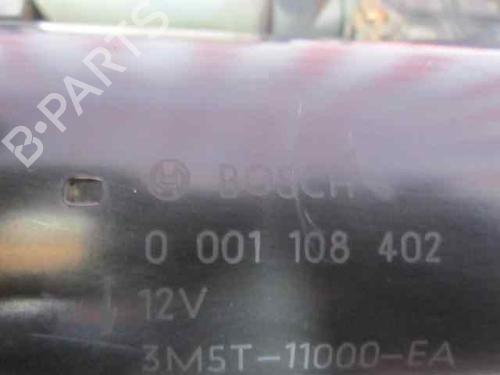 B-PARTS
BOSCH
0 001 108 402
12V
3M5T-11000-EA